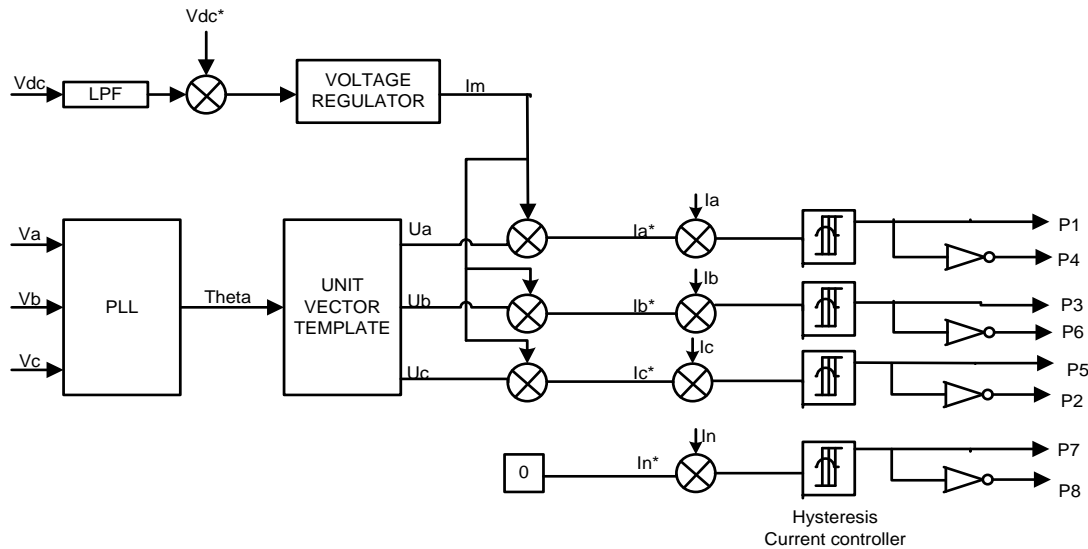 Vdc*
Vdc
LPF
VOLTAGE
REGULATOR
Im
Va
Vb
Vc
PLL
Theta
UNIT
VECTOR
TEMPLATE
Ua
Ub
Uc
Ia*
Ia
P1
P4
Ib*
Ib
P3
P6
Ic*
Ic
P5
P2
0
In*
In
P7
P8
Hysteresis
Current controller